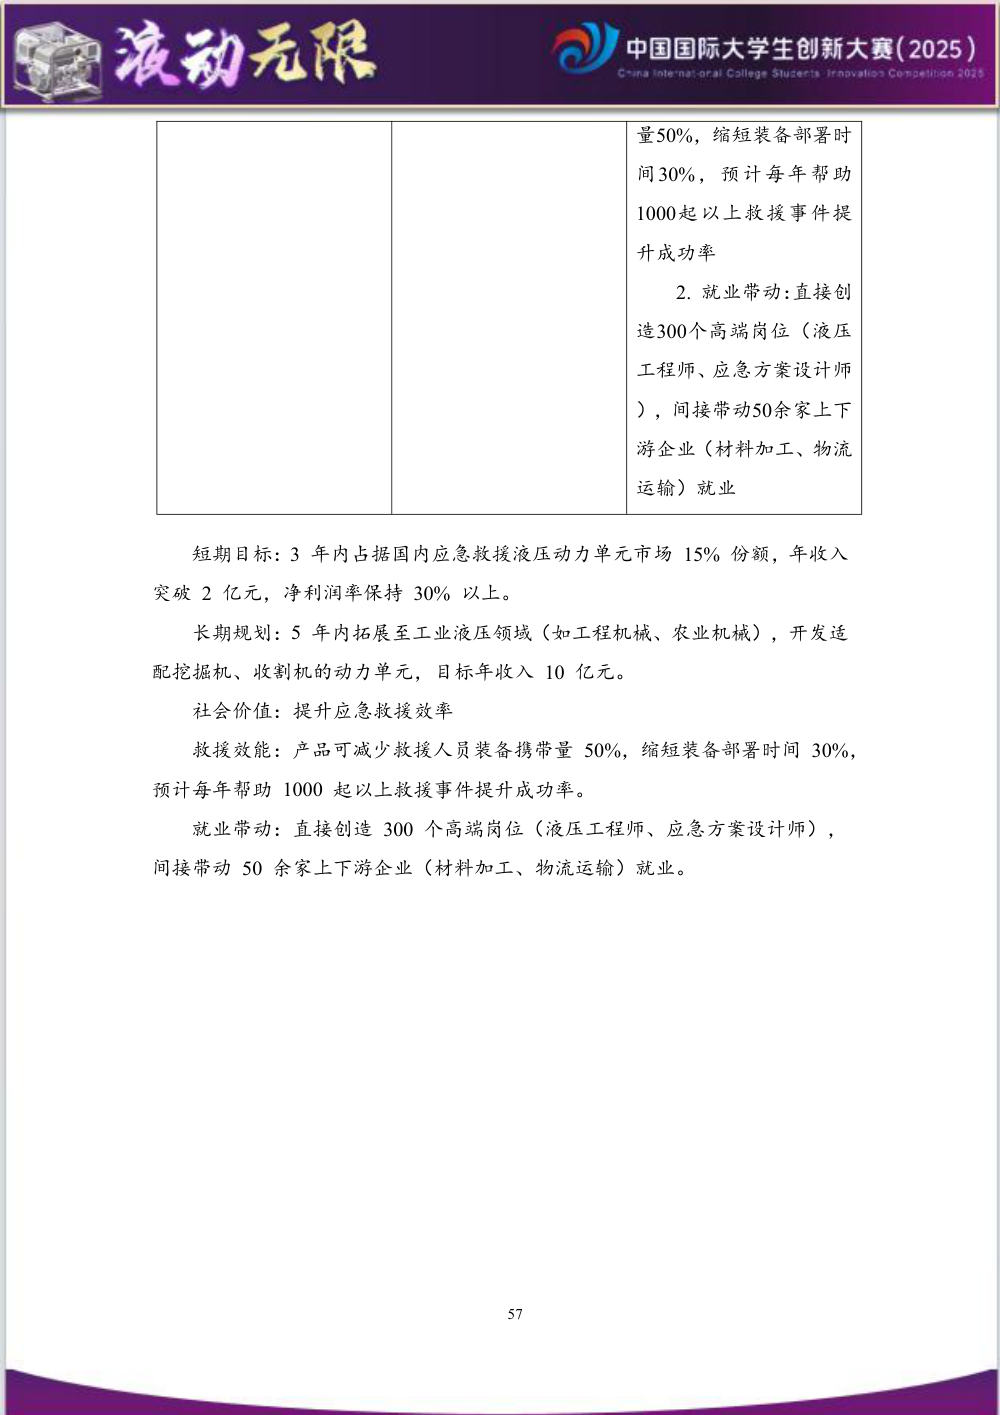 液动无限
中国国际大学生创新大赛(2025)
China International College Students Innovation Competition 2025
量50%，缩短装备部署时
间30%，预计每年帮助
1000起以上救援事件提
升成功率
2. 就业带动：直接创
造300个高端岗位（液压
工程师、应急方案设计师
），间接带动50余家上下
游企业（材料加工、物流
运输）就业
短期目标：3 年内占据国内应急救援液压动力单元市场 15% 份额，年收入
突破 2 亿元，净利润率保持 30% 以上。
长期规划：5 年内拓展至工业液压领域（如工程机械、农业机械），开发适
配挖掘机、收割机的动力单元，目标年收入 10 亿元。
社会价值：提升应急救援效率
救援效能：产品可减少救援人员装备携带量 50%，缩短装备部署时间 30%，
预计每年帮助 1000 起以上救援事件提升成功率。
就业带动：直接创造 300 个高端岗位（液压工程师、应急方案设计师），
间接带动 50 余家上下游企业（材料加工、物流运输）就业。
57